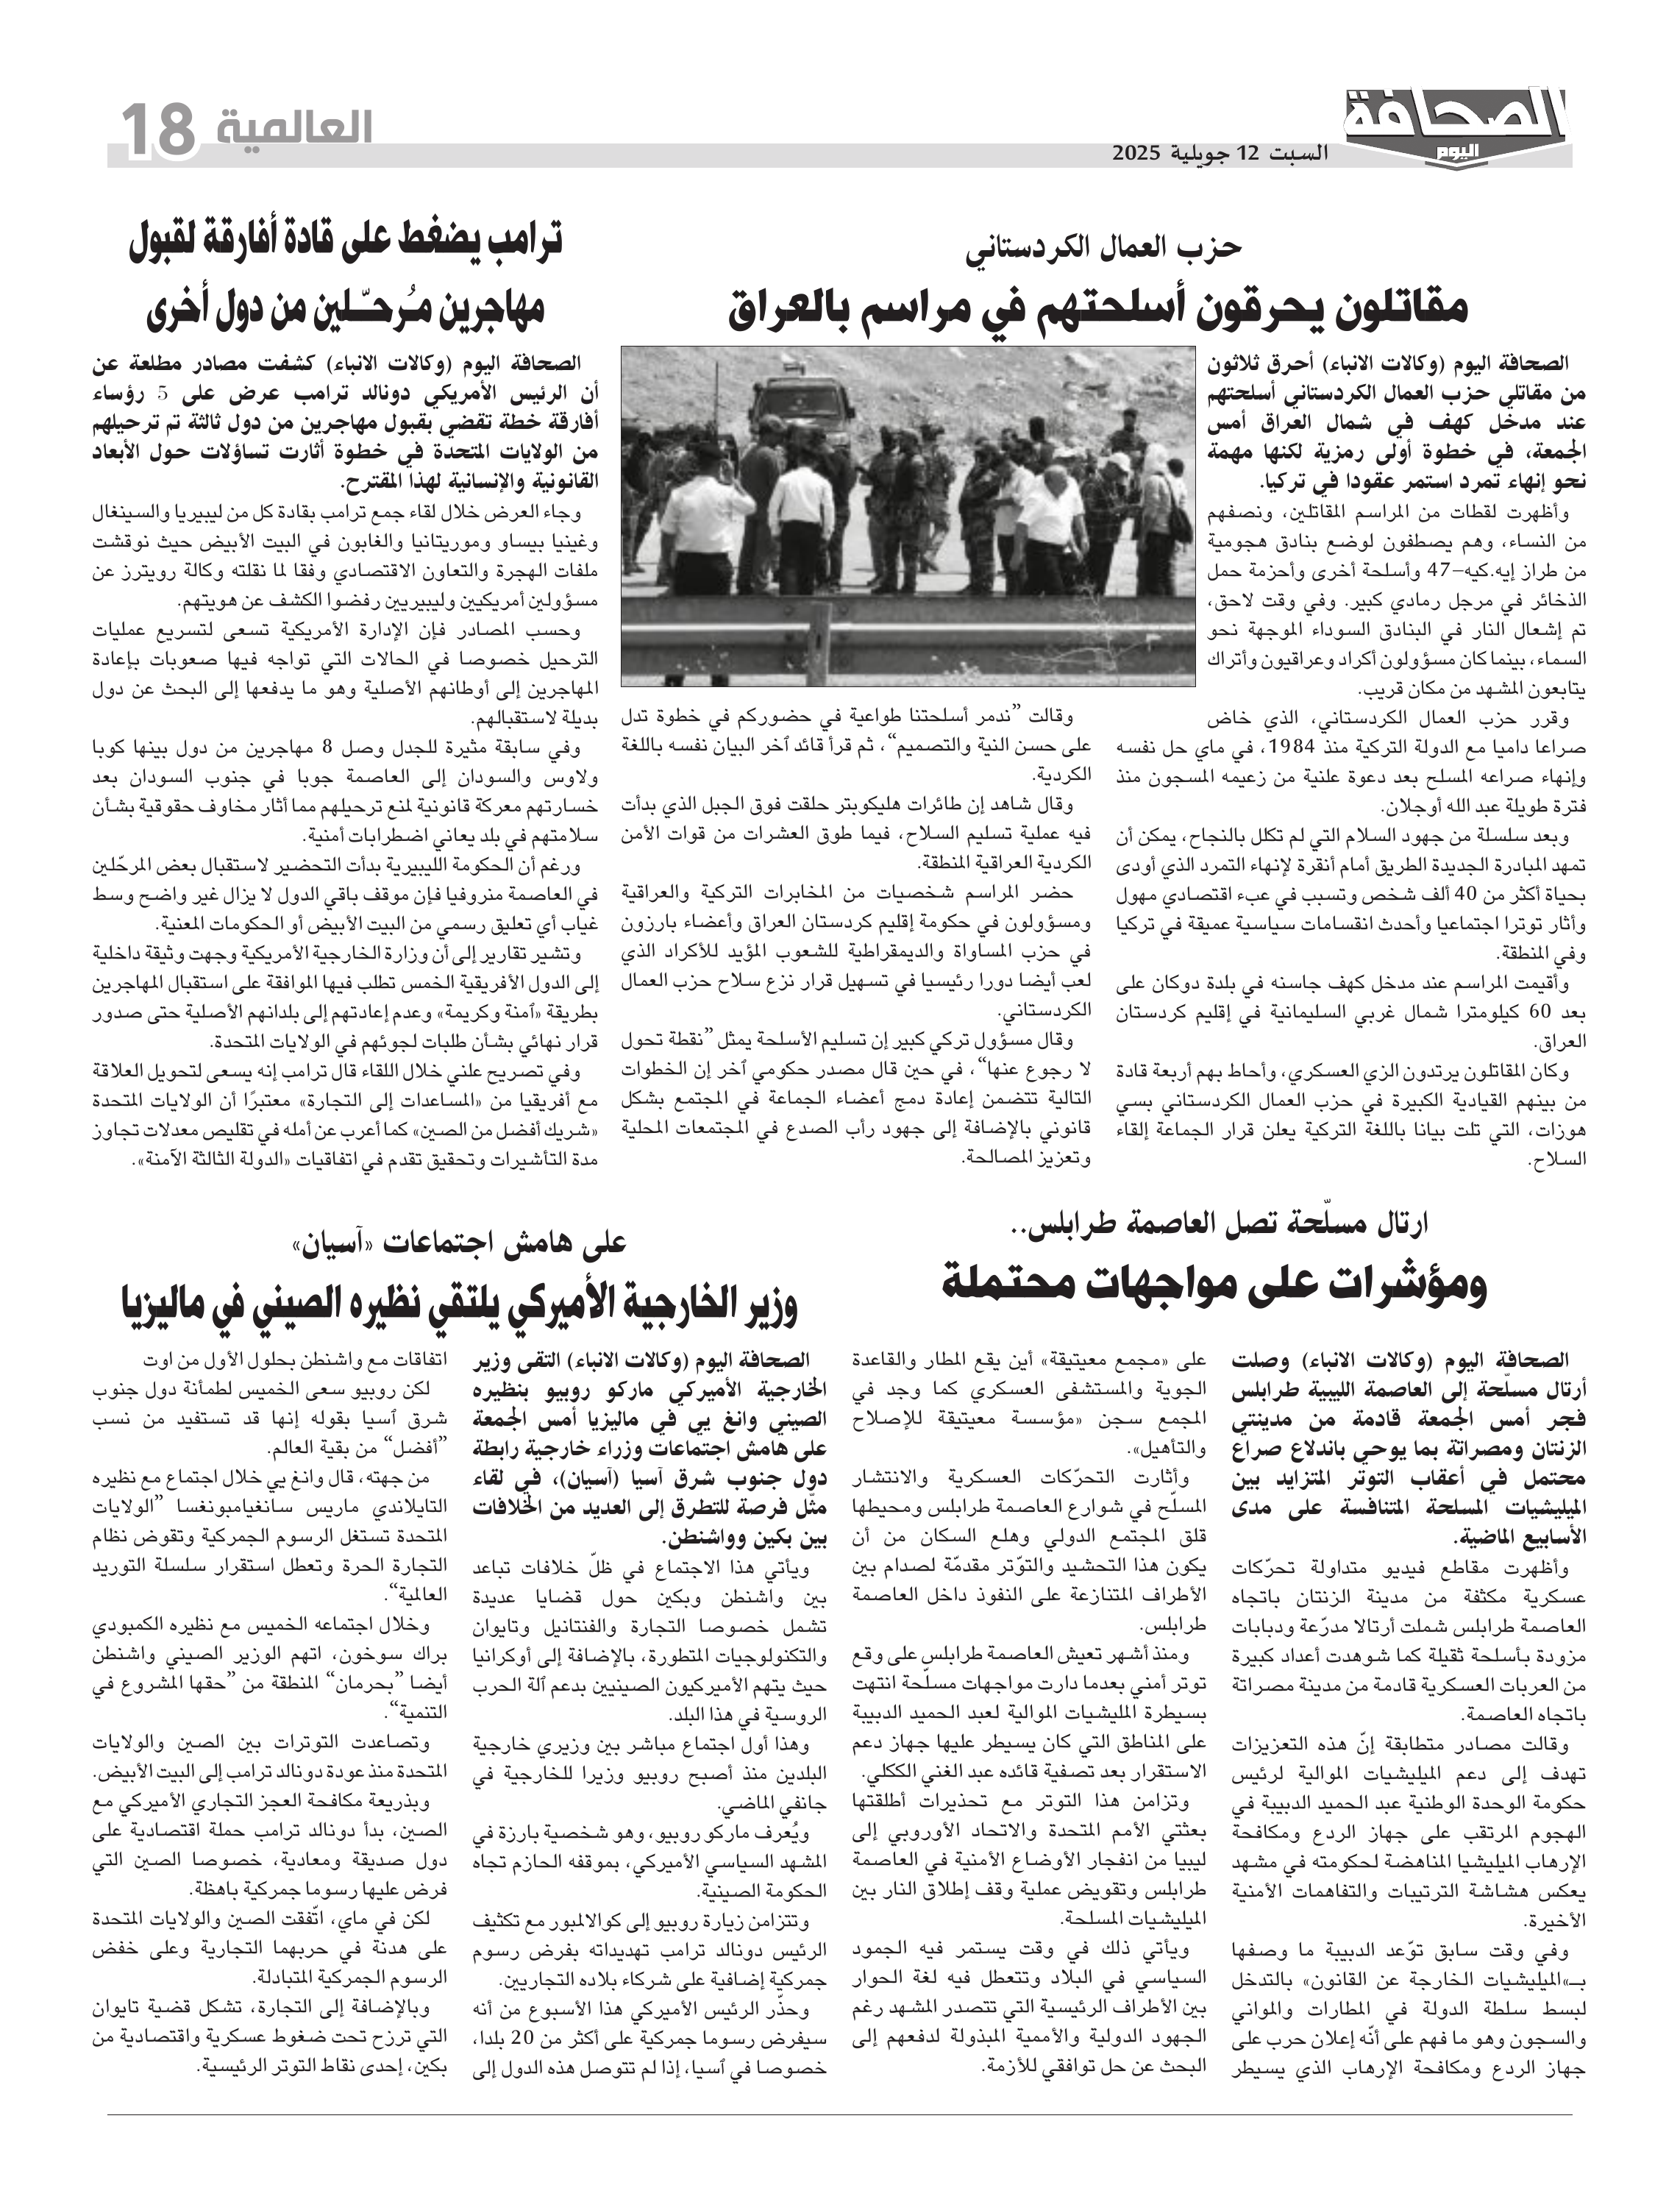 الصحافة
اليوم
السبت 12 جويلية 2025
العالمية
18
حزب العمال الكردستاني
مقاتلون يحرقون أسلحتهم في مراسم بالعراق
الصحافة اليوم (وكالات الانباء) أحرق ثلاثون
من مقاتلي حزب العمال الكردستاني أسلحتهم
عند مدخل كهف في شمال العراق أمس
الجمعة، في خطوة أولى رمزية لكنها مهمة
نحو إنهاء تمرد استمر عقودا في تركيا.
وأظهرت لقطات من المراسم المقاتلين، ونصفهم
من النساء، وهم يصطفون لوضع بنادق هجومية
من طراز إيه.كيه–47 وأسلحة أخرى وأحزمة حمل
الذخائر في مرجل رمادي كبير. وفي وقت لاحق،
تم إشعال النار في البنادق السوداء الموجهة نحو
السماء، بينما كان مسؤولون أكراد وعراقيون وأتراك
يتابعون المشهد من مكان قريب.
وقرر حزب العمال الكردستاني، الذي خاض
صراعا داميا مع الدولة التركية منذ 1984، في ماي حل نفسه
وإنهاء صراعه المسلح بعد دعوة علنية من زعيمه المسجون منذ
فترة طويلة عبد الله أوجلان.
وبعد سلسلة من جهود السلام التي لم تكلل بالنجاح، يمكن أن
تمهد المبادرة الجديدة الطريق أمام أنقرة لإنهاء التمرد الذي أودى
بحياة أكثر من 40 ألف شخص وتسبب في عبء اقتصادي مهول
وأثار توترا اجتماعيا وأحدث انقسامات سياسية عميقة في تركيا
وفي المنطقة.
وأقيمت المراسم عند مدخل كهف جاسنه في بلدة دوكان على
بعد 60 كيلومترا شمال غربي السليمانية في إقليم كردستان
العراق.
وكان المقاتلون يرتدون الزي العسكري، وأحاط بهم أربعة قادة
من بينهم القيادية الكبيرة في حزب العمال الكردستاني بسي
هوزات، التي تلت بيانا باللغة التركية يعلن قرار الجماعة إلقاء
السلاح.
وقالت ”ندمر أسلحتنا طواعية في حضوركم في خطوة تدل
على حسن النية والتصميم“، ثم قرأ قائد آخر البيان نفسه باللغة
الكردية.
وقال شاهد إن طائرات هليكوبتر حلقت فوق الجبل الذي بدأت
فيه عملية تسليم السلاح، فيما طوق العشرات من قوات الأمن
الكردية العراقية المنطقة.
حضر المراسم شخصيات من المخابرات التركية والعراقية
ومسؤولون في حكومة إقليم كردستان العراق وأعضاء بارزون
في حزب المساواة والديمقراطية للشعوب المؤيد للأكراد الذي
لعب أيضا دورا رئيسيا في تسهيل قرار نزع سلاح حزب العمال
الكردستاني.
وقال مسؤول تركي كبير إن تسليم الأسلحة يمثل ”نقطة تحول
لا رجوع عنها“، في حين قال مصدر حكومي آخر إن الخطوات
التالية تتضمن إعادة دمج أعضاء الجماعة في المجتمع بشكل
قانوني بالإضافة إلى جهود رأب الصدع في المجتمعات المحلية
وتعزيز المصالحة.
ترامب يضغط على قادة أفارقة لقبول
مهاجرين مُرحّلين من دول أخرى
الصحافة اليوم (وكالات الانباء) كشفت مصادر مطلعة عن
أن الرئيس الأمريكي دونالد ترامب عرض على 5 رؤساء
أفارقة خطة تقضي بقبول مهاجرين من دول ثالثة تم ترحيلهم
من الولايات المتحدة في خطوة أثارت تساؤلات حول الأبعاد
القانونية والإنسانية لهذا المقترح.
وجاء العرض خلال لقاء جمع ترامب بقادة كل من ليبيريا والسينغال
وغينيا بيساو وموريتانيا والغابون في البيت الأبيض حيث نوقشت
ملفات الهجرة والتعاون الاقتصادي وفقا لما نقلته وكالة رويترز عن
مسؤولين أمريكيين وليبيريين رفضوا الكشف عن هويتهم.
وحسب المصادر فإن الإدارة الأمريكية تسعى لتسريع عمليات
الترحيل خصوصا في الحالات التي تواجه فيها صعوبات بإعادة
المهاجرين إلى أوطانهم الأصلية وهو ما يدفعها إلى البحث عن دول
بديلة لاستقبالهم.
وفي سابقة مثيرة للجدل وصل 8 مهاجرين من دول بينها كوبا
ولاوس والسودان إلى العاصمة جوبا في جنوب السودان بعد
خسارتهم معركة قانونية لمنع ترحيلهم مما أثار مخاوف حقوقية بشأن
سلامتهم في بلد يعاني اضطرابات أمنية.
ورغم أن الحكومة الليبيرية بدأت التحضير لاستقبال بعض المرحّلين
في العاصمة منروفيا فإن موقف باقي الدول لا يزال غير واضح وسط
غياب أي تعليق رسمي من البيت الأبيض أو الحكومات المعنية.
وتشير تقارير إلى أن وزارة الخارجية الأمريكية وجهت وثيقة داخلية
إلى الدول الأفريقية الخمس تطلب فيها الموافقة على استقبال المهاجرين
بطريقة «آمنة وكريمة» وعدم إعادتهم إلى بلدانهم الأصلية حتى صدور
قرار نهائي بشأن طلبات لجوئهم في الولايات المتحدة.
وفي تصريح علني خلال اللقاء قال ترامب إنه يسعى لتحويل العلاقة
مع أفريقيا من «المساعدات إلى التجارة» معتبرًا أن الولايات المتحدة
«شريك أفضل من الصين» كما أعرب عن أمله في تقليص معدلات تجاوز
مدة التأشيرات وتحقيق تقدم في اتفاقيات «الدولة الثالثة الآمنة».
ارتال مسلّحة تصل العاصمة طرابلس..
ومؤشرات على مواجهات محتملة
الصحافة اليوم (وكالات الانباء) وصلت
أرتال مسلّحة إلى العاصمة الليبية طرابلس
فجر أمس الجمعة قادمة من مدينتي
الزنتان ومصراتة بما يوحي باندلاع صراع
محتمل في أعقاب التوتر المتزايد بين
الميليشيات المسلحة المتنافسة على مدى
الأسابيع الماضية.
وأظهرت مقاطع فيديو متداولة تحرّكات
عسكرية مكثفة من مدينة الزنتان باتجاه
العاصمة طرابلس شملت أرتالا مدرّعة ودبابات
مزودة بأسلحة ثقيلة كما شوهدت أعداد كبيرة
من العربات العسكرية قادمة من مدينة مصراتة
باتجاه العاصمة.
وقالت مصادر متطابقة إنّ هذه التعزيزات
تهدف إلى دعم الميليشيات الموالية لرئيس
حكومة الوحدة الوطنية عبد الحميد الدبيبة في
الهجوم المرتقب على جهاز الردع ومكافحة
الإرهاب الميليشيا المناهضة لحكومته في مشهد
يعكس هشاشة الترتيبات والتفاهمات الأمنية
الأخيرة.
وفي وقت سابق توّعد الدبيبة ما وصفها
بـ»الميليشيات الخارجة عن القانون» بالتدخل
لبسط سلطة الدولة في المطارات والمواني
والسجون وهو ما فهم على أنّه إعلان حرب على
جهاز الردع ومكافحة الإرهاب الذي يسيطر
على «مجمع معيتيقة» أين يقع المطار والقاعدة
الجوية والمستشفى العسكري كما وجد في
المجمع سجن «مؤسسة معيتيقة للإصلاح
والتأهيل».
وأثارت التحرّكات العسكرية والانتشار
المسلّح في شوارع العاصمة طرابلس ومحيطها
قلق المجتمع الدولي وهلع السكان من أن
يكون هذا التحشيد والتوّتر مقدمّة لصدام بين
الأطراف المتنازعة على النفوذ داخل العاصمة
طرابلس.
ومنذ أشهر تعيش العاصمة طرابلس على وقع
توتر أمني بعدما دارت مواجهات مسلّحة انتهت
بسيطرة المليشيات الموالية لعبد الحميد الدبيبة
على المناطق التي كان يسيطر عليها جهاز دعم
الاستقرار بعد تصفية قائده عبد الغني الككلي.
وتزامن هذا التوتر مع تحذيرات أطلقتها
بعثتي الأمم المتحدة والاتحاد الأوروبي إلى
ليبيا من انفجار الأوضاع الأمنية في العاصمة
طرابلس وتقويض عملية وقف إطلاق النار بين
الميليشيات المسلحة.
ويأتي ذلك في وقت يستمر فيه الجمود
السياسي في البلاد وتتعطل فيه لغة الحوار
بين الأطراف الرئيسية التي تتصدر المشهد رغم
الجهود الدولية والأممية المبذولة لدفعهم إلى
البحث عن حل توافقي للأزمة.
على هامش اجتماعات «آسيان»
وزير الخارجية الأميركي يلتقي نظيره الصيني في ماليزيا
الصحافة اليوم (وكالات الانباء) التقى وزير
الخارجية الأميركي ماركو روبيو بنظيره
الصيني وانغ يي في ماليزيا أمس الجمعة
على هامش اجتماعات وزراء خارجية رابطة
دول جنوب شرق آسيا (آسيان)، في لقاء
مثّل فرصة للتطرق إلى العديد من الخلافات
بين بكين وواشنطن.
ويأتي هذا الاجتماع في ظلّ خلافات تباعد
بين واشنطن وبكين حول قضايا عديدة
تشمل خصوصا التجارة والفنتانيل وتايوان
والتكنولوجيات المتطورة، بالإضافة إلى أوكرانيا
حيث يتهم الأميركيون الصينيين بدعم آلة الحرب
الروسية في هذا البلد.
وهذا أول اجتماع مباشر بين وزيري خارجية
البلدين منذ أصبح روبيو وزيرا للخارجية في
جانفي الماضي.
ويُعرف ماركو روبيو، وهو شخصية بارزة في
المشهد السياسي الأميركي، بموقفه الحازم تجاه
الحكومة الصينية.
وتتزامن زيارة روبيو إلى كوالالمبور مع تكثيف
الرئيس دونالد ترامب تهديداته بفرض رسوم
جمركية إضافية على شركاء بلاده التجاريين.
وحذّر الرئيس الأميركي هذا الأسبوع من أنه
سيفرض رسوما جمركية على أكثر من 20 بلدا،
خصوصا في آسيا، إذا لم تتوصل هذه الدول إلى
اتفاقات مع واشنطن بحلول الأول من اوت
لكن روبيو سعى الخميس لطمأنة دول جنوب
شرق آسيا بقوله إنها قد تستفيد من نسب
”أفضل“ من بقية العالم.
من جهته، قال وانغ يي خلال اجتماع مع نظيره
التايلاندي ماريس سانغيامبونغسا ”الولايات
المتحدة تستغل الرسوم الجمركية وتقوض نظام
التجارة الحرة وتعطل استقرار سلسلة التوريد
العالمية“.
وخلال اجتماعه الخميس مع نظيره الكمبودي
براك سوخون، اتهم الوزير الصيني واشنطن
أيضا ”بحرمان“ المنطقة من ”حقها المشروع في
التنمية“.
وتصاعدت التوترات بين الصين والولايات
المتحدة منذ عودة دونالد ترامب إلى البيت الأبيض.
وبذريعة مكافحة العجز التجاري الأميركي مع
الصين، بدأ دونالد ترامب حملة اقتصادية على
دول صديقة ومعادية، خصوصا الصين التي
فرض عليها رسوما جمركية باهظة.
لكن في ماي، اتّفقت الصين والولايات المتحدة
على هدنة في حربهما التجارية وعلى خفض
الرسوم الجمركية المتبادلة.
وبالإضافة إلى التجارة، تشكل قضية تايوان
التي ترزح تحت ضغوط عسكرية واقتصادية من
بكين، إحدى نقاط التوتر الرئيسية.